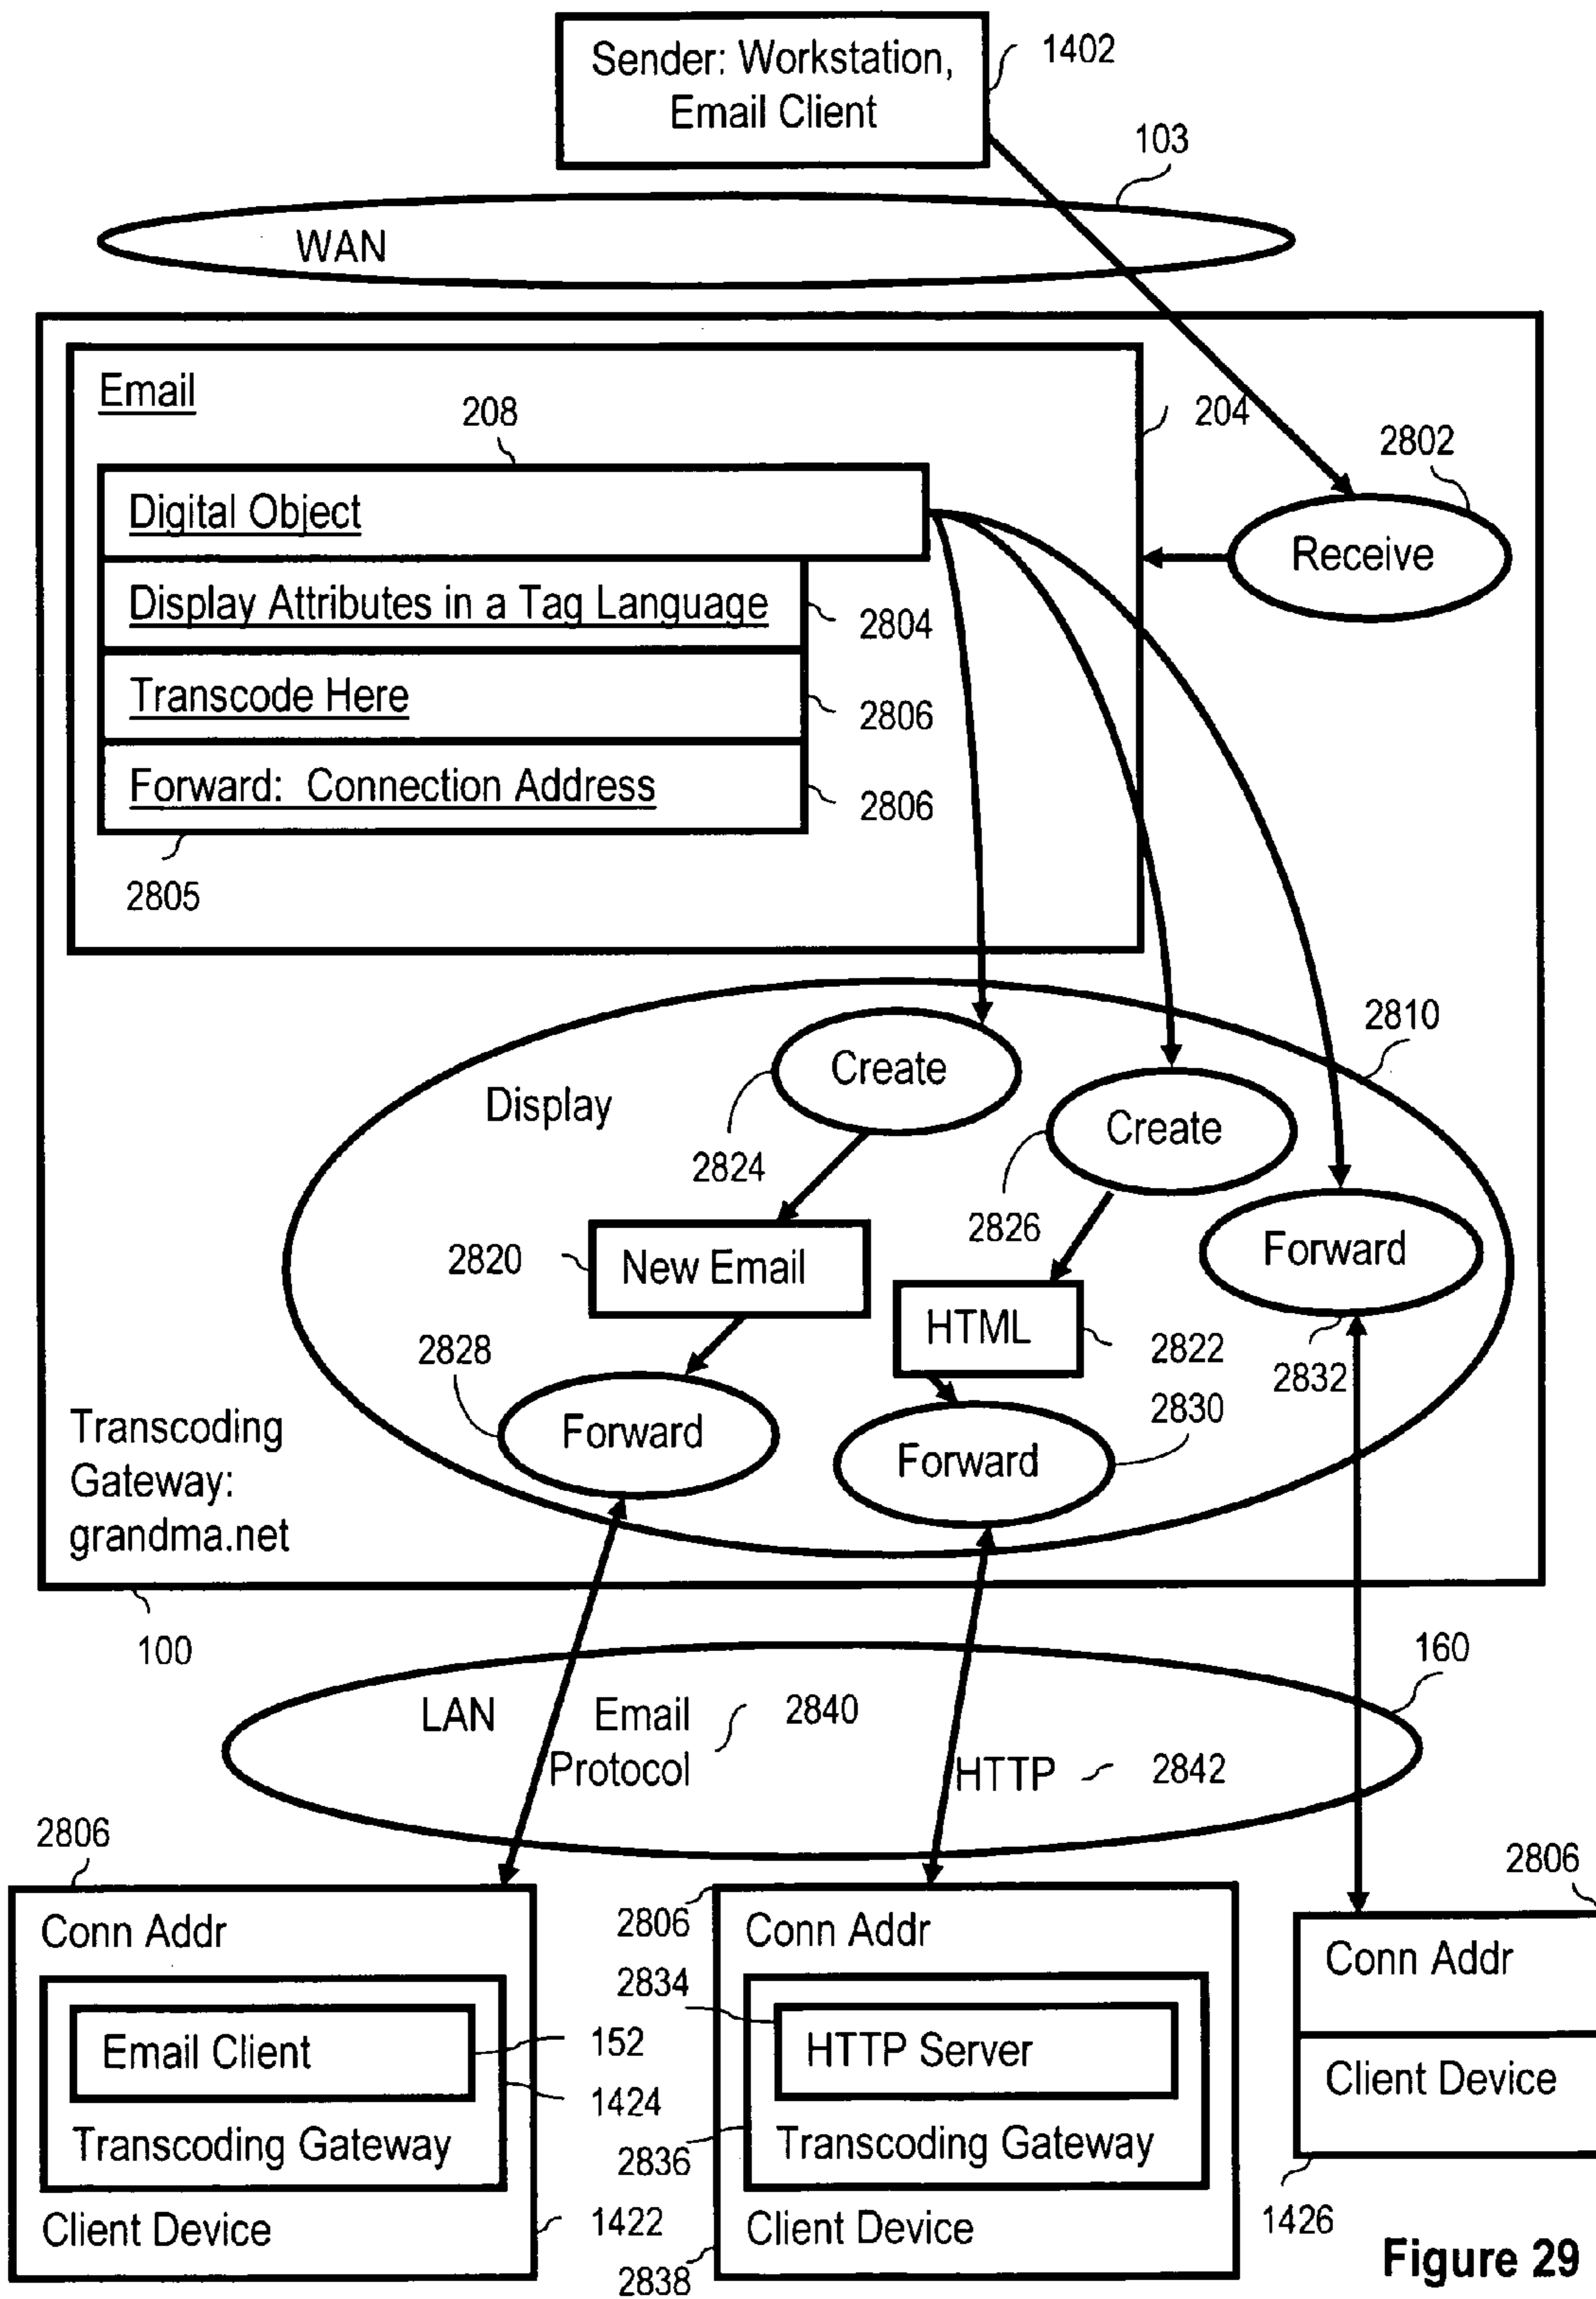 Sender: Workstation,
Email Client
1402
103
WAN
Email
208
204
2802
Digital Object
Receive
Display Attributes in a Tag Language
2804
Transcode Here
2806
Forward: Connection Address
2806
2805
2810
Display
Create
Create
2824
2826
Forward
2820
New Email
HTML
2822
2832
2828
2830
Forward
Forward
Transcoding
Gateway:
grandma.net
100
160
LAN
Email
Protocol
2840
HTTP
2842
2806
Conn Addr
Email Client
152
1424
Transcoding Gateway
Client Device
1422
2806
Conn Addr
2834
HTTP Server
2836
Transcoding Gateway
Client Device
2838
2806
Conn Addr
Client Device
1426
Figure 29